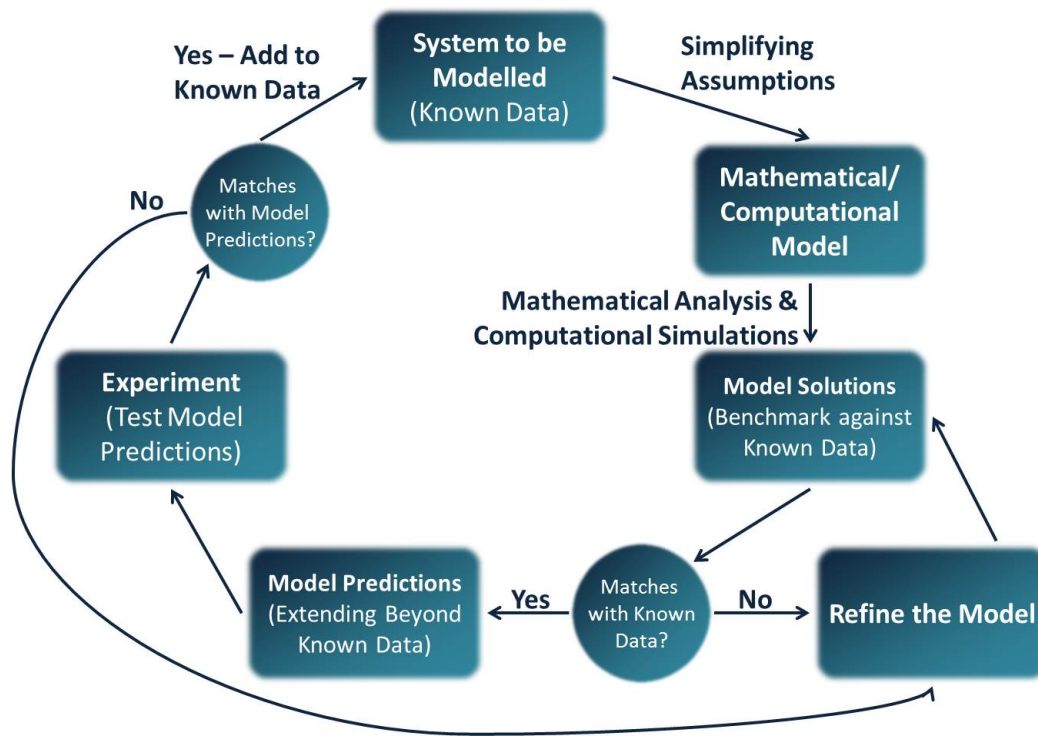 System to be
Modelled
(Known Data)
Simplifying
Assumptions
Mathematical/
Computational
Model
Mathematical Analysis &
Computational Simulations
Model Solutions
(Benchmark against
Known Data)
Matches
with Known
Data?
No
Refine the Model
Yes
Model Predictions
(Extending Beyond
Known Data)
Experiment
(Test Model
Predictions)
Matches
with Model
Predictions?
No
Yes – Add to
Known Data